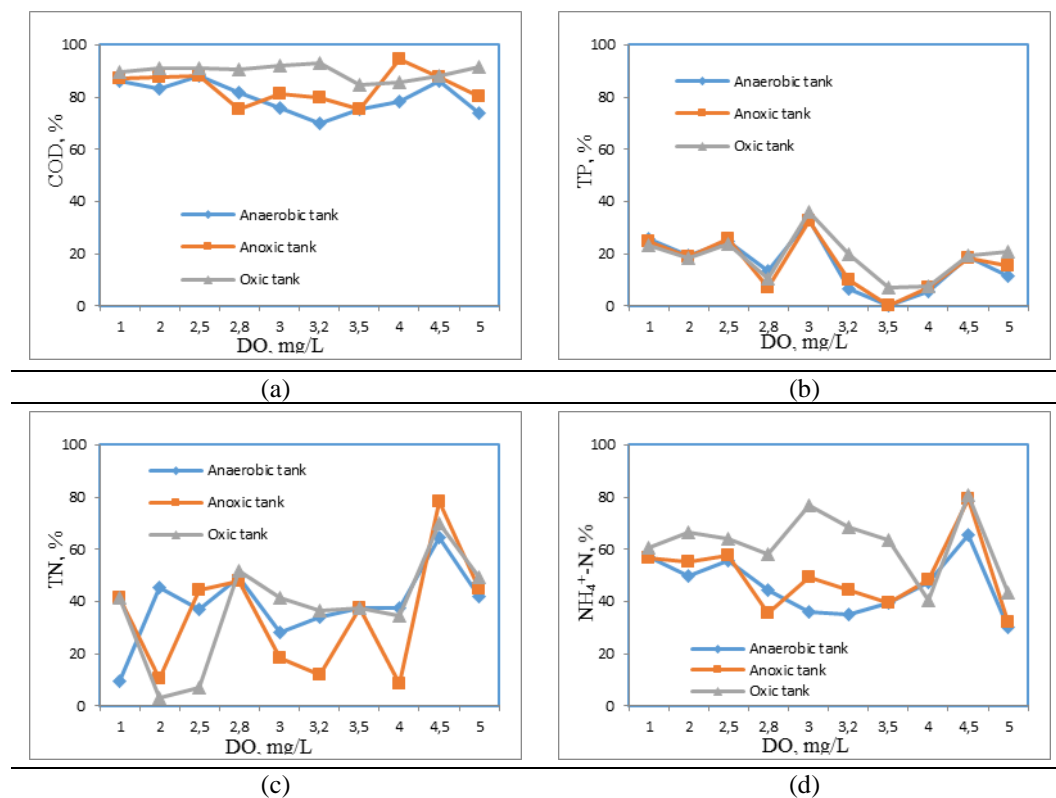 100
80
60
40
20
0
COD, %
Anaerobic tank
Anoxic tank
Oxic tank
1 2 2,5 2,8 3 3,2 3,5 4 4,5 5
DO, mg/L
(a)
100
80
60
40
20
0
TP, %
Anaerobic tank
Anoxic tank
Oxic tank
1 2 2,5 2,8 3 3,2 3,5 4 4,5 5
DO, mg/L
(b)
100
80
60
40
20
0
TN, %
Anaerobic tank
Anoxic tank
Oxic tank
1 2 2,5 2,8 3 3,2 3,5 4 4,5 5
DO, mg/L
(c)
100
80
60
40
20
0
NH₄⁺-N, %
Anaerobic tank
Anoxic tank
Oxic tank
1 2 2,5 2,8 3 3,2 3,5 4 4,5 5
DO, mg/L
(d)